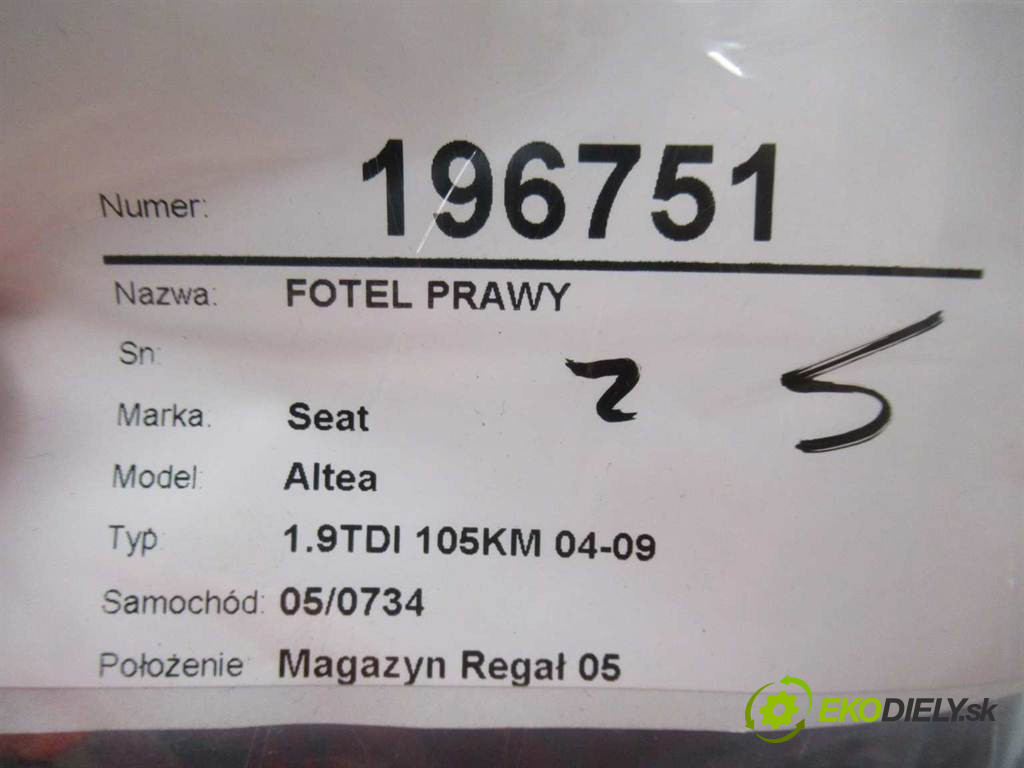 Numer: 196751
Nazwa: FOTEL PRAWY
Sn:
2 5
Marka: Seat
Model: Altea
Typ 1.9TDI 105KM 04-09
Samochód: 05/0734
Położenie Magazyn Regał 05
EKODIELY.sk